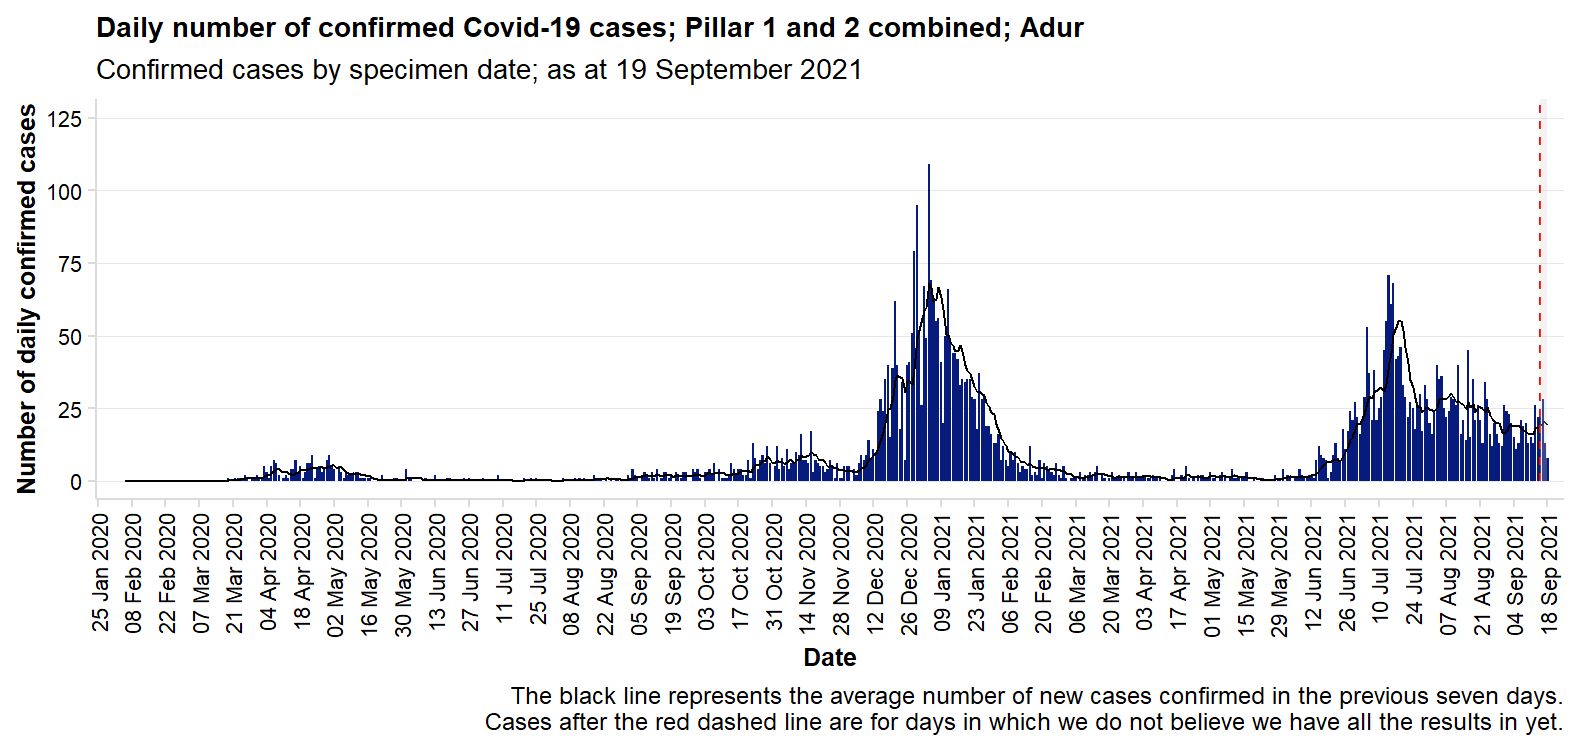 Daily number of confirmed Covid-19 cases; Pillar 1 and 2 combined; Adur
Confirmed cases by specimen date; as at 19 September 2021
Number of daily confirmed cases
125
100
75
50
25
0
25 Jan 2020
08 Feb 2020
22 Feb 2020
07 Mar 2020
21 Mar 2020
04 Apr 2020
18 Apr 2020
02 May 2020
16 May 2020
30 May 2020
13 Jun 2020
27 Jun 2020
11 Jul 2020
25 Jul 2020
08 Aug 2020
22 Aug 2020
05 Sep 2020
19 Sep 2020
03 Oct 2020
17 Oct 2020
31 Oct 2020
14 Nov 2020
28 Nov 2020
12 Dec 2020
26 Dec 2020
09 Jan 2021
23 Jan 2021
06 Feb 2021
20 Feb 2021
06 Mar 2021
20 Mar 2021
03 Apr 2021
17 Apr 2021
01 May 2021
15 May 2021
29 May 2021
12 Jun 2021
26 Jun 2021
10 Jul 2021
24 Jul 2021
07 Aug 2021
21 Aug 2021
04 Sep 2021
18 Sep 2021
Date
The black line represents the average number of new cases confirmed in the previous seven days.
Cases after the red dashed line are for days in which we do not believe we have all the results in yet.